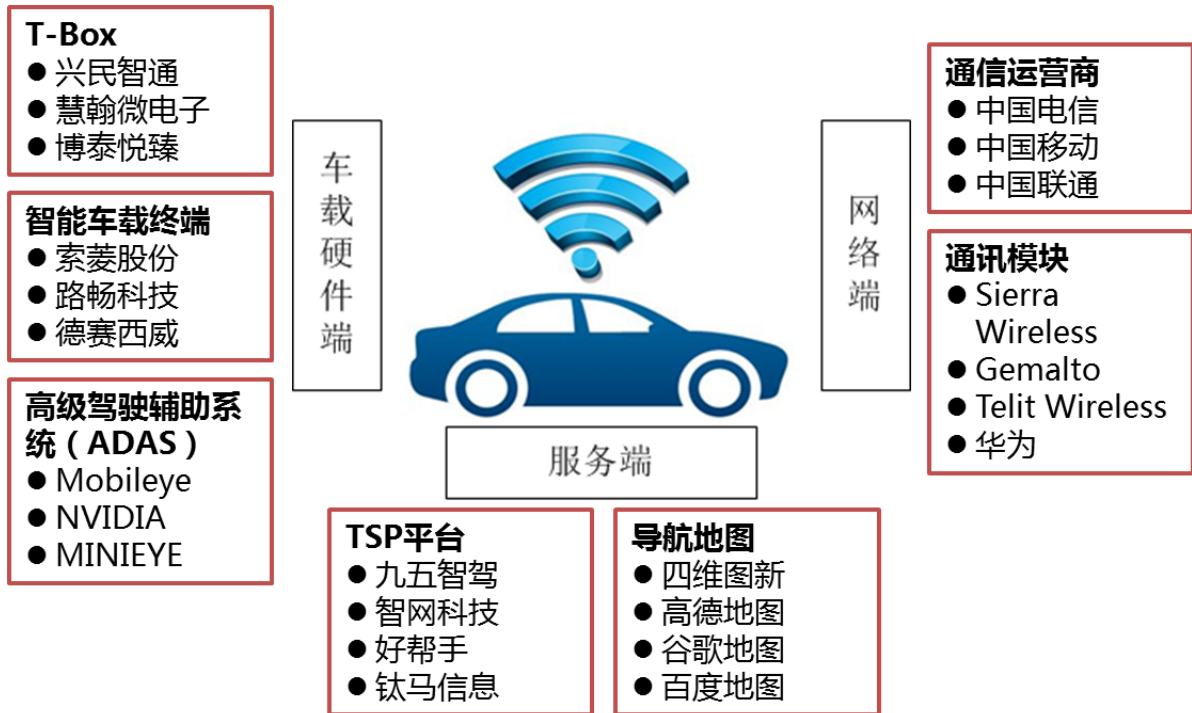 T-Box
● 兴民智通
● 慧翰微电子
● 博泰悦臻
智能车载终端
● 索菱股份
● 路畅科技
● 德赛西威
高级驾驶辅助系
统（ADAS）
● Mobileye
● NVIDIA
● MINIEYE
车载硬件端
服务端
TSP平台
● 九五智驾
● 智网科技
● 好帮手
● 钛马信息
导航地图
● 四维图新
● 高德地图
● 谷歌地图
● 百度地图
网络端
通信运营商
● 中国电信
● 中国移动
● 中国联通
通讯模块
● Sierra
Wireless
● Gemalto
● Telit Wireless
● 华为